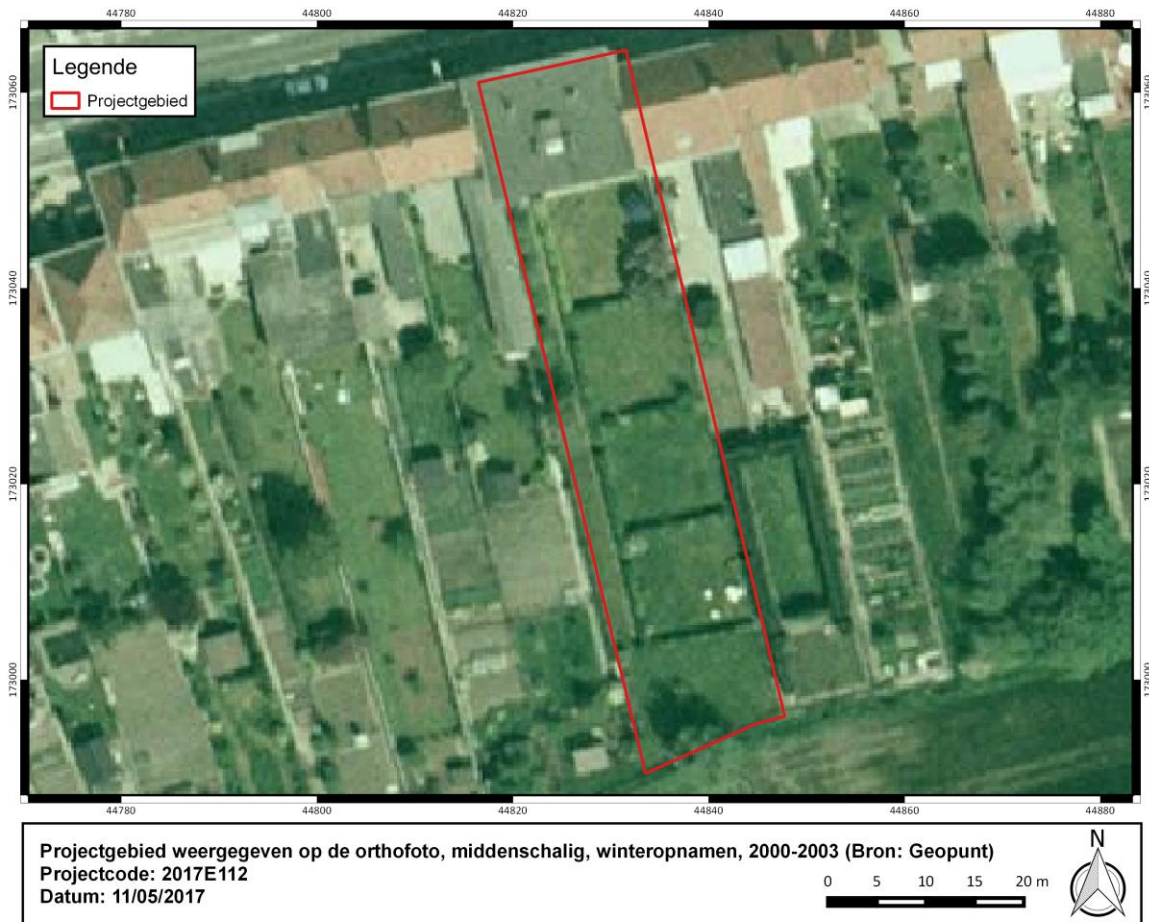 44780 44800 44820 44840 44860 44880
Legende
Projectgebied
173060 173060
173040 173040
173020 173020
173000 173000
44780 44800 44820 44840 44860 44880
Projectgebied weergegeven op de orthofoto, middenschalig, winteropnamen, 2000-2003 (Bron: Geopunt)
Projectcode: 2017E112
Datum: 11/05/2017
N
0 5 10 15 20 m